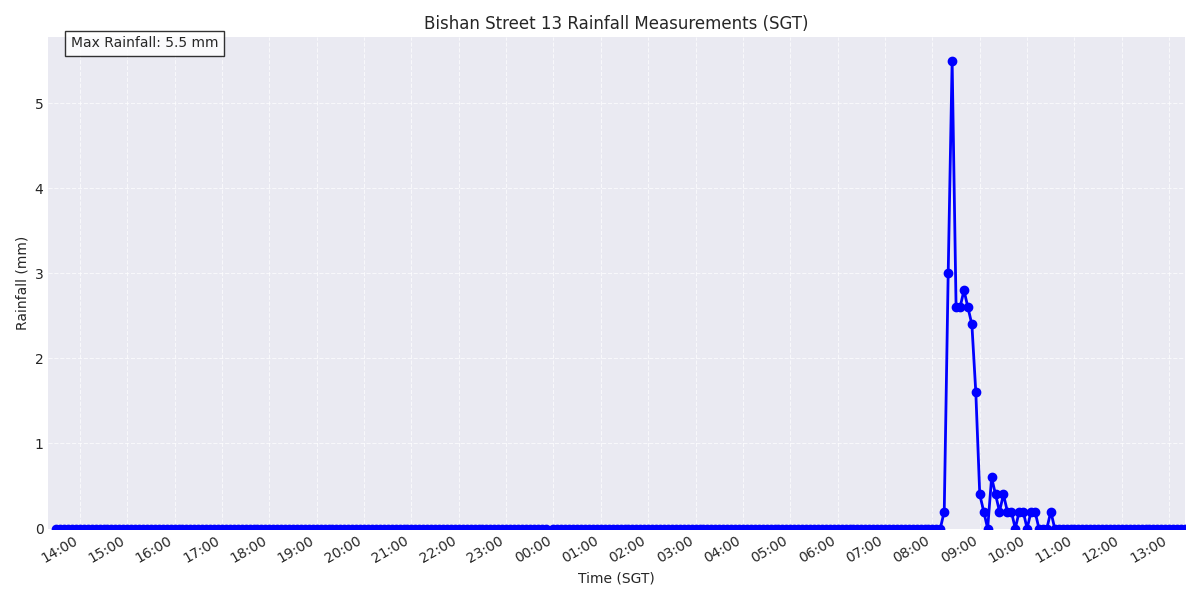 Bishan Street 13 Rainfall Measurements (SGT)
Max Rainfall: 5.5 mm
Rainfall (mm)
5
4
3
2
1
0
14:00 15:00 16:00 17:00 18:00 19:00 20:00 21:00 22:00 23:00 00:00 01:00 02:00 03:00 04:00 05:00 06:00 07:00 08:00 09:00 10:00 11:00 12:00 13:00
Time (SGT)